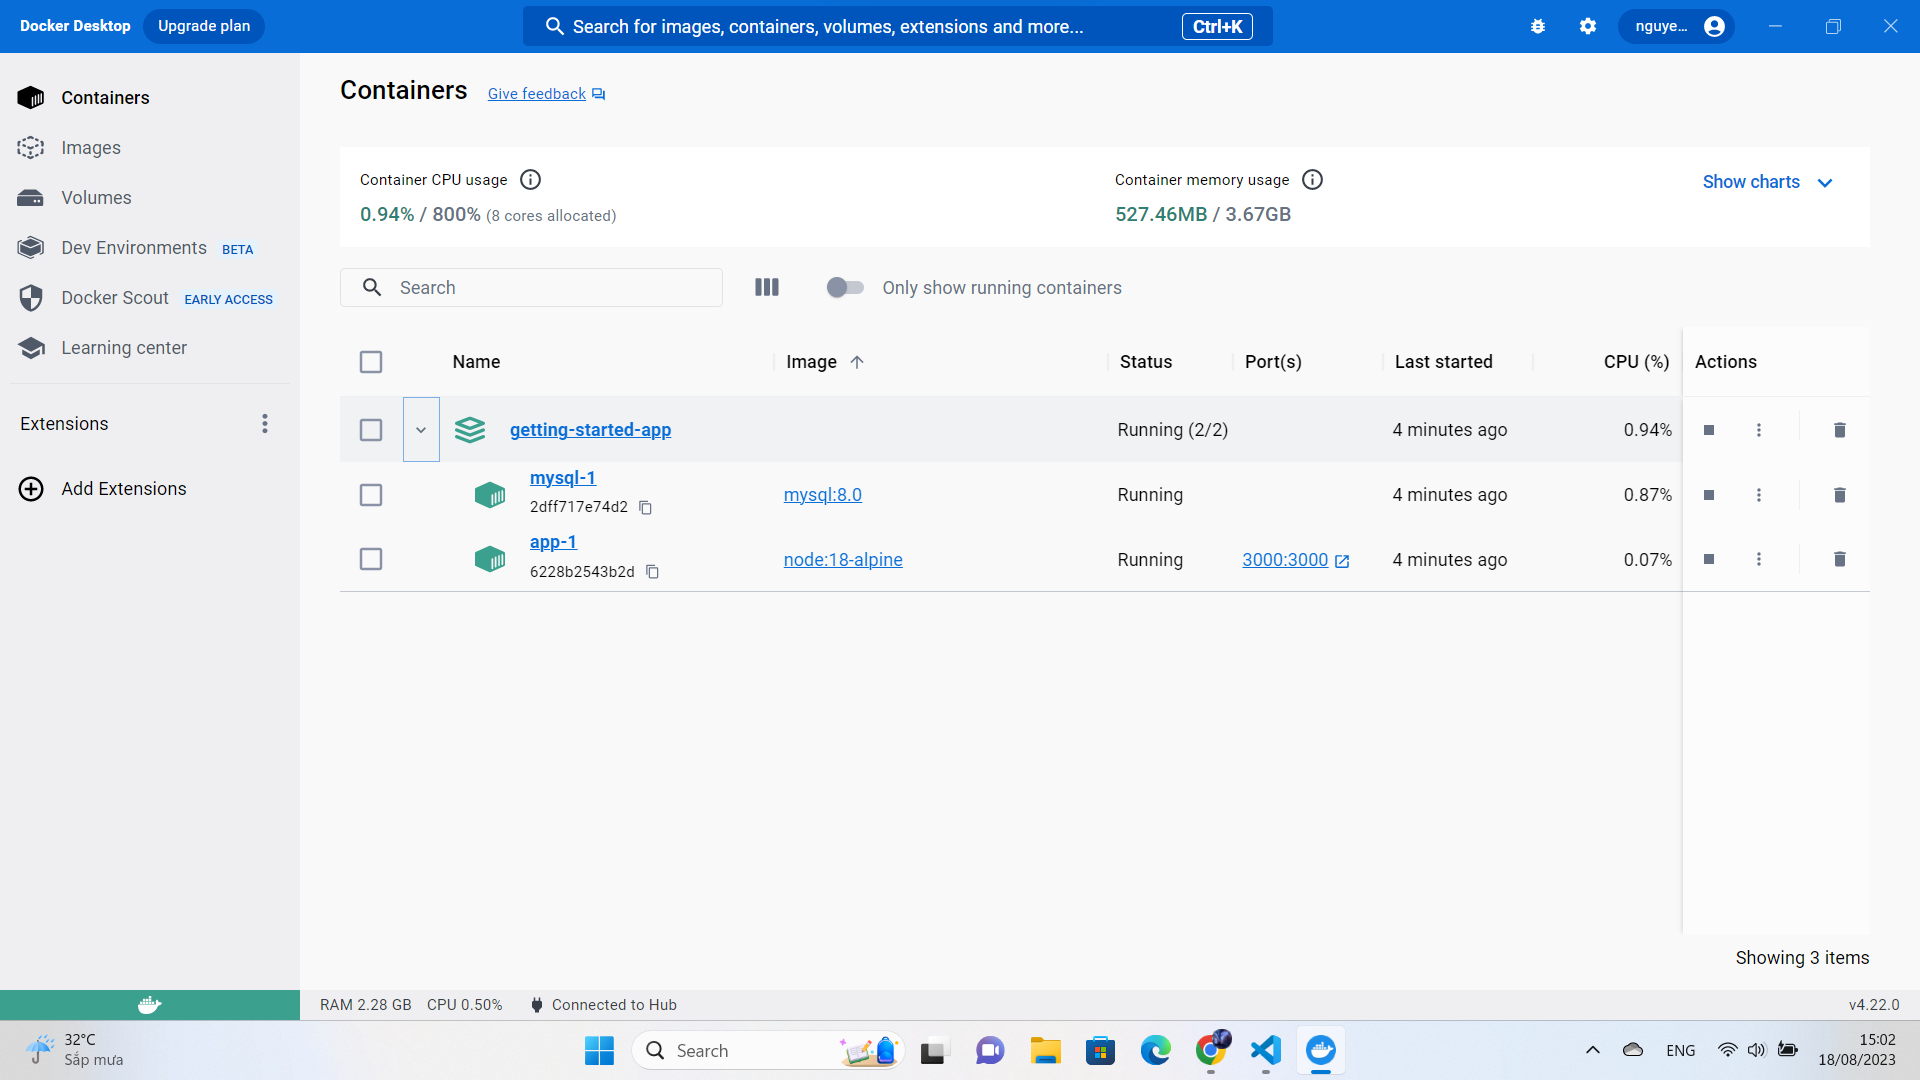 Docker Desktop Upgrade plan Search for images, containers, volumes, extensions and more... Ctrl+K nguye...
Containers
Images
Volumes
Dev Environments BETA
Docker Scout EARLY ACCESS
Learning center
Extensions
Add Extensions
Containers Give feedback
Container CPU usage
0.94% / 800% (8 cores allocated)
Container memory usage
527.46MB / 3.67GB
Show charts
Search
Only show running containers
Name Image Status Port(s) Last started CPU (%) Actions
getting-started-app Running (2/2) 4 minutes ago 0.94%
mysql-1
2dff717e74d2
mysql:8.0 Running 4 minutes ago 0.87%
app-1
6228b2543b2d
node:18-alpine Running 3000:3000 4 minutes ago 0.07%
Showing 3 items
RAM 2.28 GB CPU 0.50% Connected to Hub v4.22.0
32°C
Sắp mưa
Search
ENG
15:02
18/08/2023